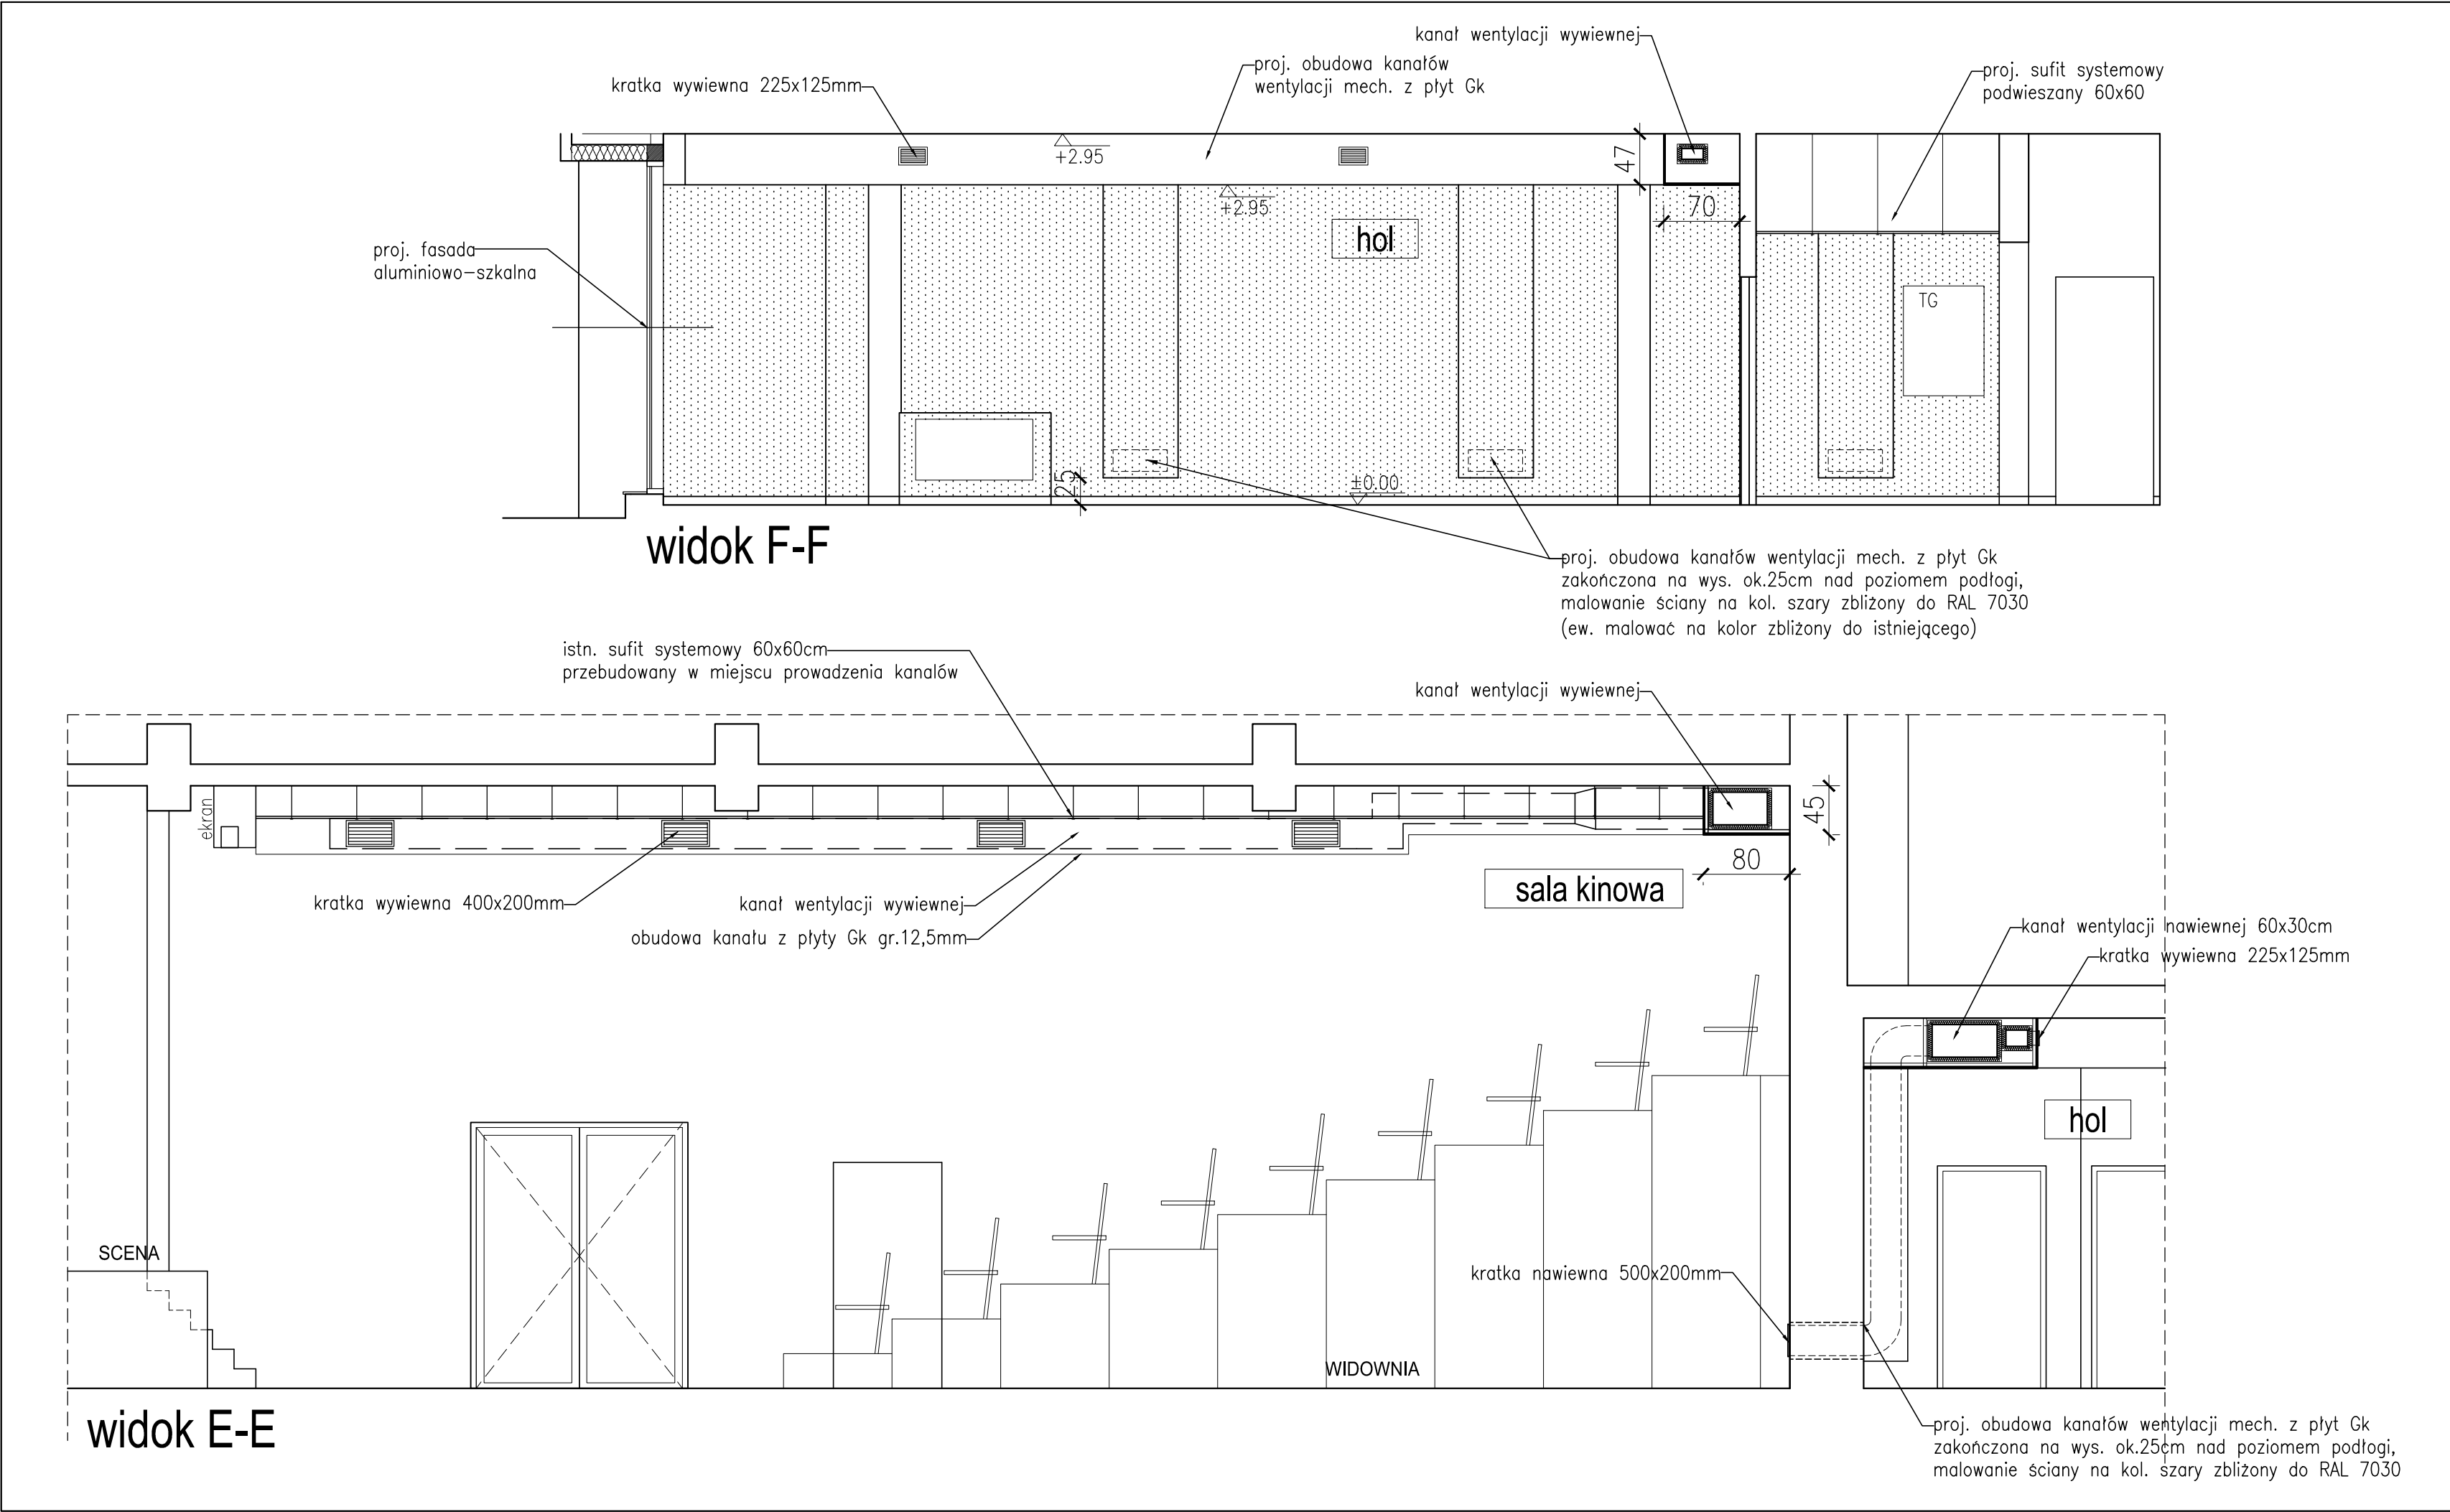 kanał wentylacji wywiewnej
proj. obudowa kanałów
wentylacji mech. z płyt Gk
kratka wywiewna 225x125mm
proj. sufit systemowy
podwieszany 60x60
+2.95
47
+2.95
70
hol
proj. fasada
aluminiowo-szkalna
TG
25
±0.00
widok F-F
proj. obudowa kanałów wentylacji mech. z płyt Gk
zakończona na wys. ok.25cm nad poziomem podłogi,
malowanie ściany na kol. szary zbliżony do RAL 7030
(ew. malować na kolor zbliżony do istniejącego)
istn. sufit systemowy 60x60cm
przebudowany w miejscu prowadzenia kanałów
kanał wentylacji wywiewnej
ekran
45
80
sala kinowa
kratka wywiewna 400x200mm
kanał wentylacji wywiewnej
obudowa kanału z płyty Gk gr.12,5mm
kanał wentylacji nawiewnej 60x30cm
kratka wywiewna 225x125mm
hol
SCENA
kratka nawiewna 500x200mm
WIDOWNIA
widok E-E
proj. obudowa kanałów wentylacji mech. z płyt Gk
zakończona na wys. ok.25cm nad poziomem podłogi,
malowanie ściany na kol. szary zbliżony do RAL 7030